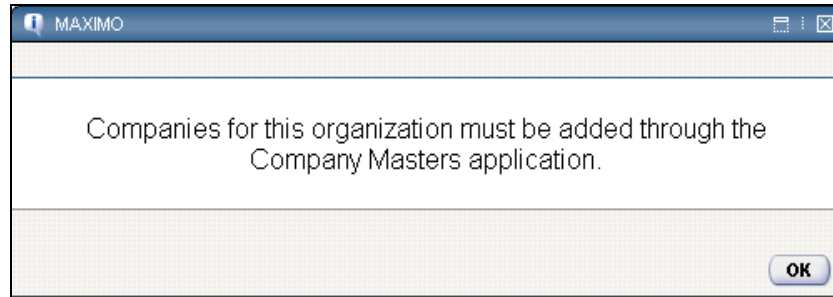 MAXIMO
Companies for this organization must be added through the
Company Masters application.
OK